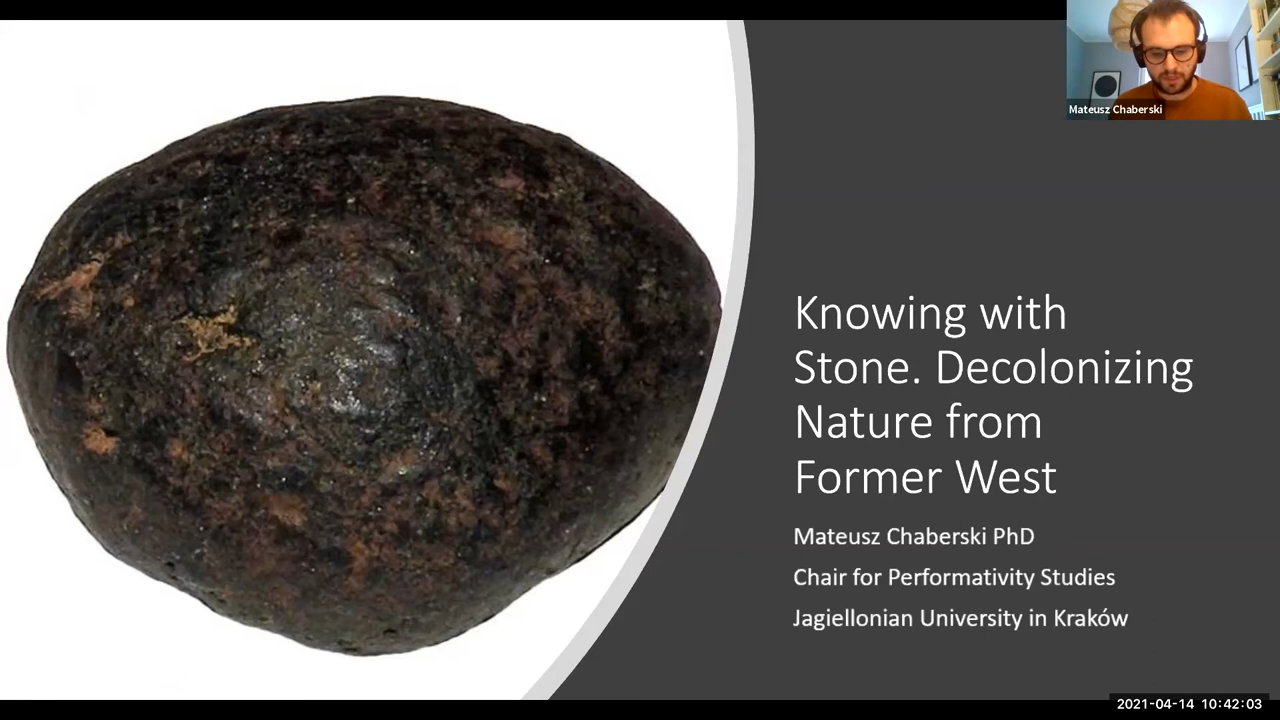 Mateusz Chaberski
Knowing with
Stone. Decolonizing
Nature from
Former West
Mateusz Chaberski PhD
Chair for Performativity Studies
Jagiellonian University in Kraków
2021-04-14 10:42:03